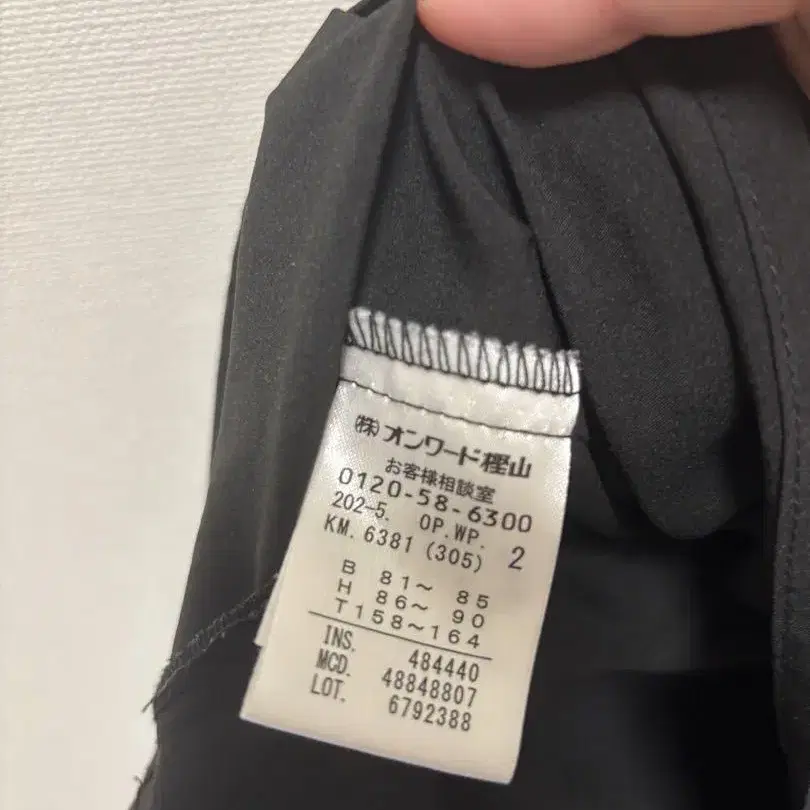 (株)オンワード樫山
お客様相談室
0120-58-6300
202-5. OP.WP.
KM. 6381 (305) 2
B 81〜 85
H 86〜 90
T158〜164
INS. 484440
MCD. 48848807
LOT. 6792388